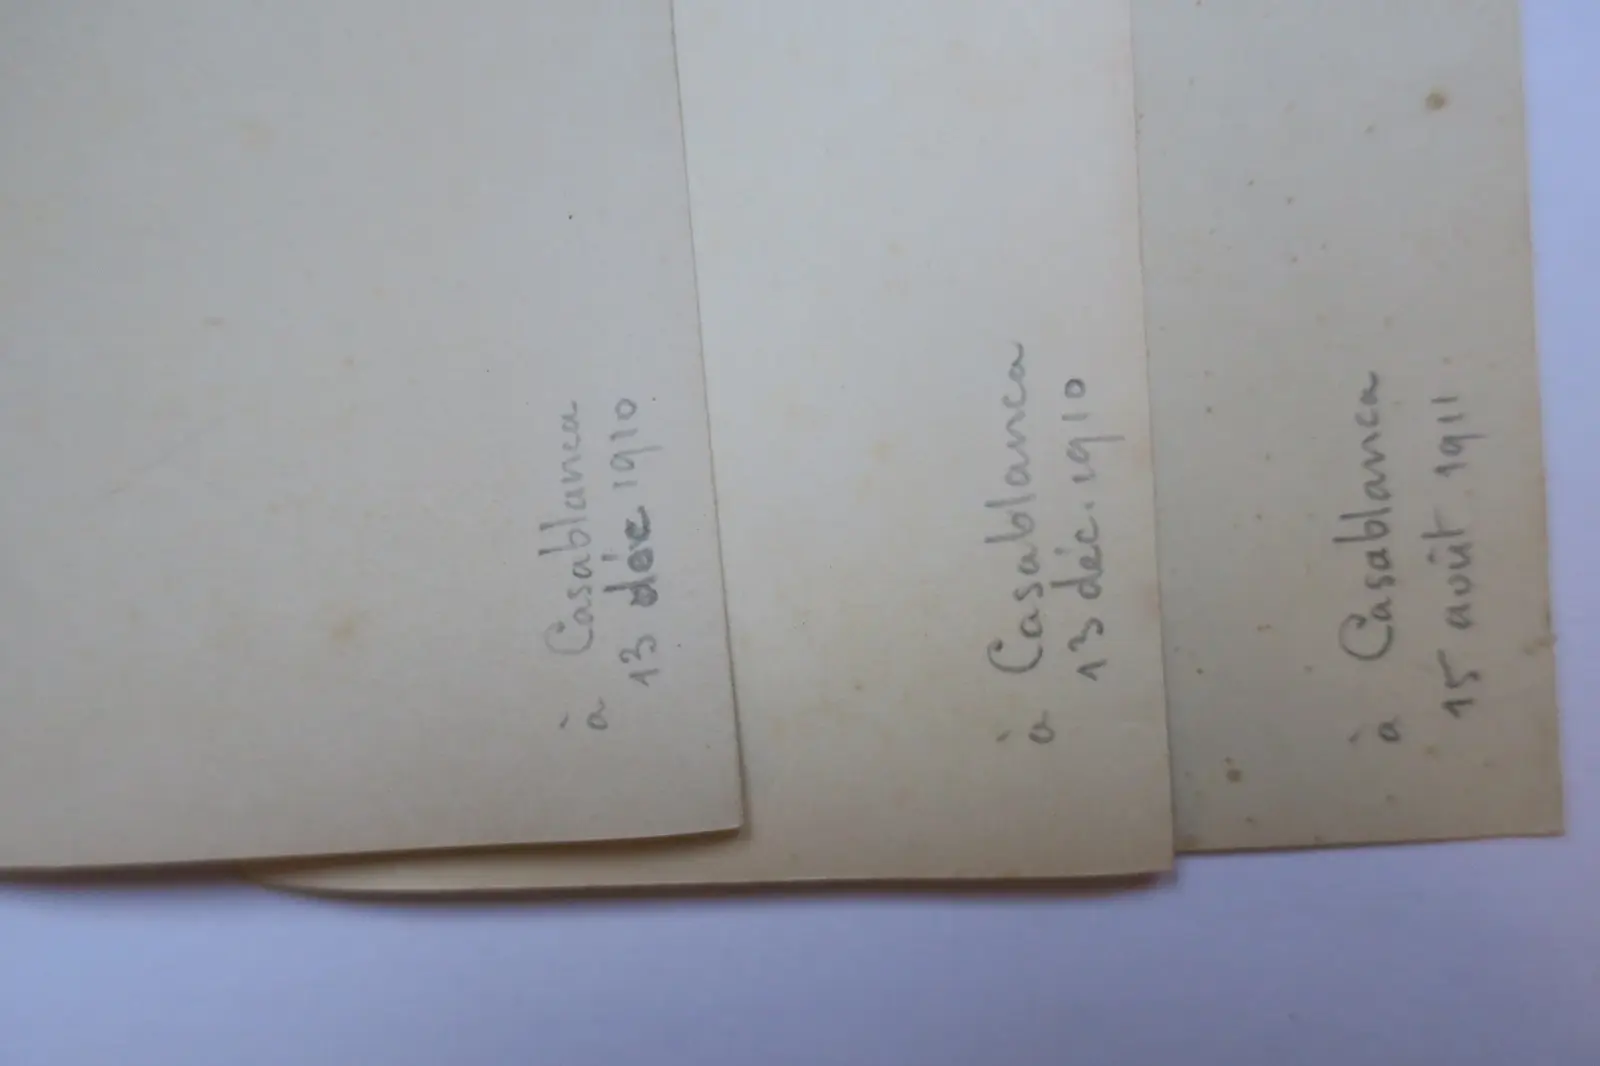 à Casablanca
13 déc 1910
à Casablanca
13 déc. 1910
à Casablanca
15 août 1911